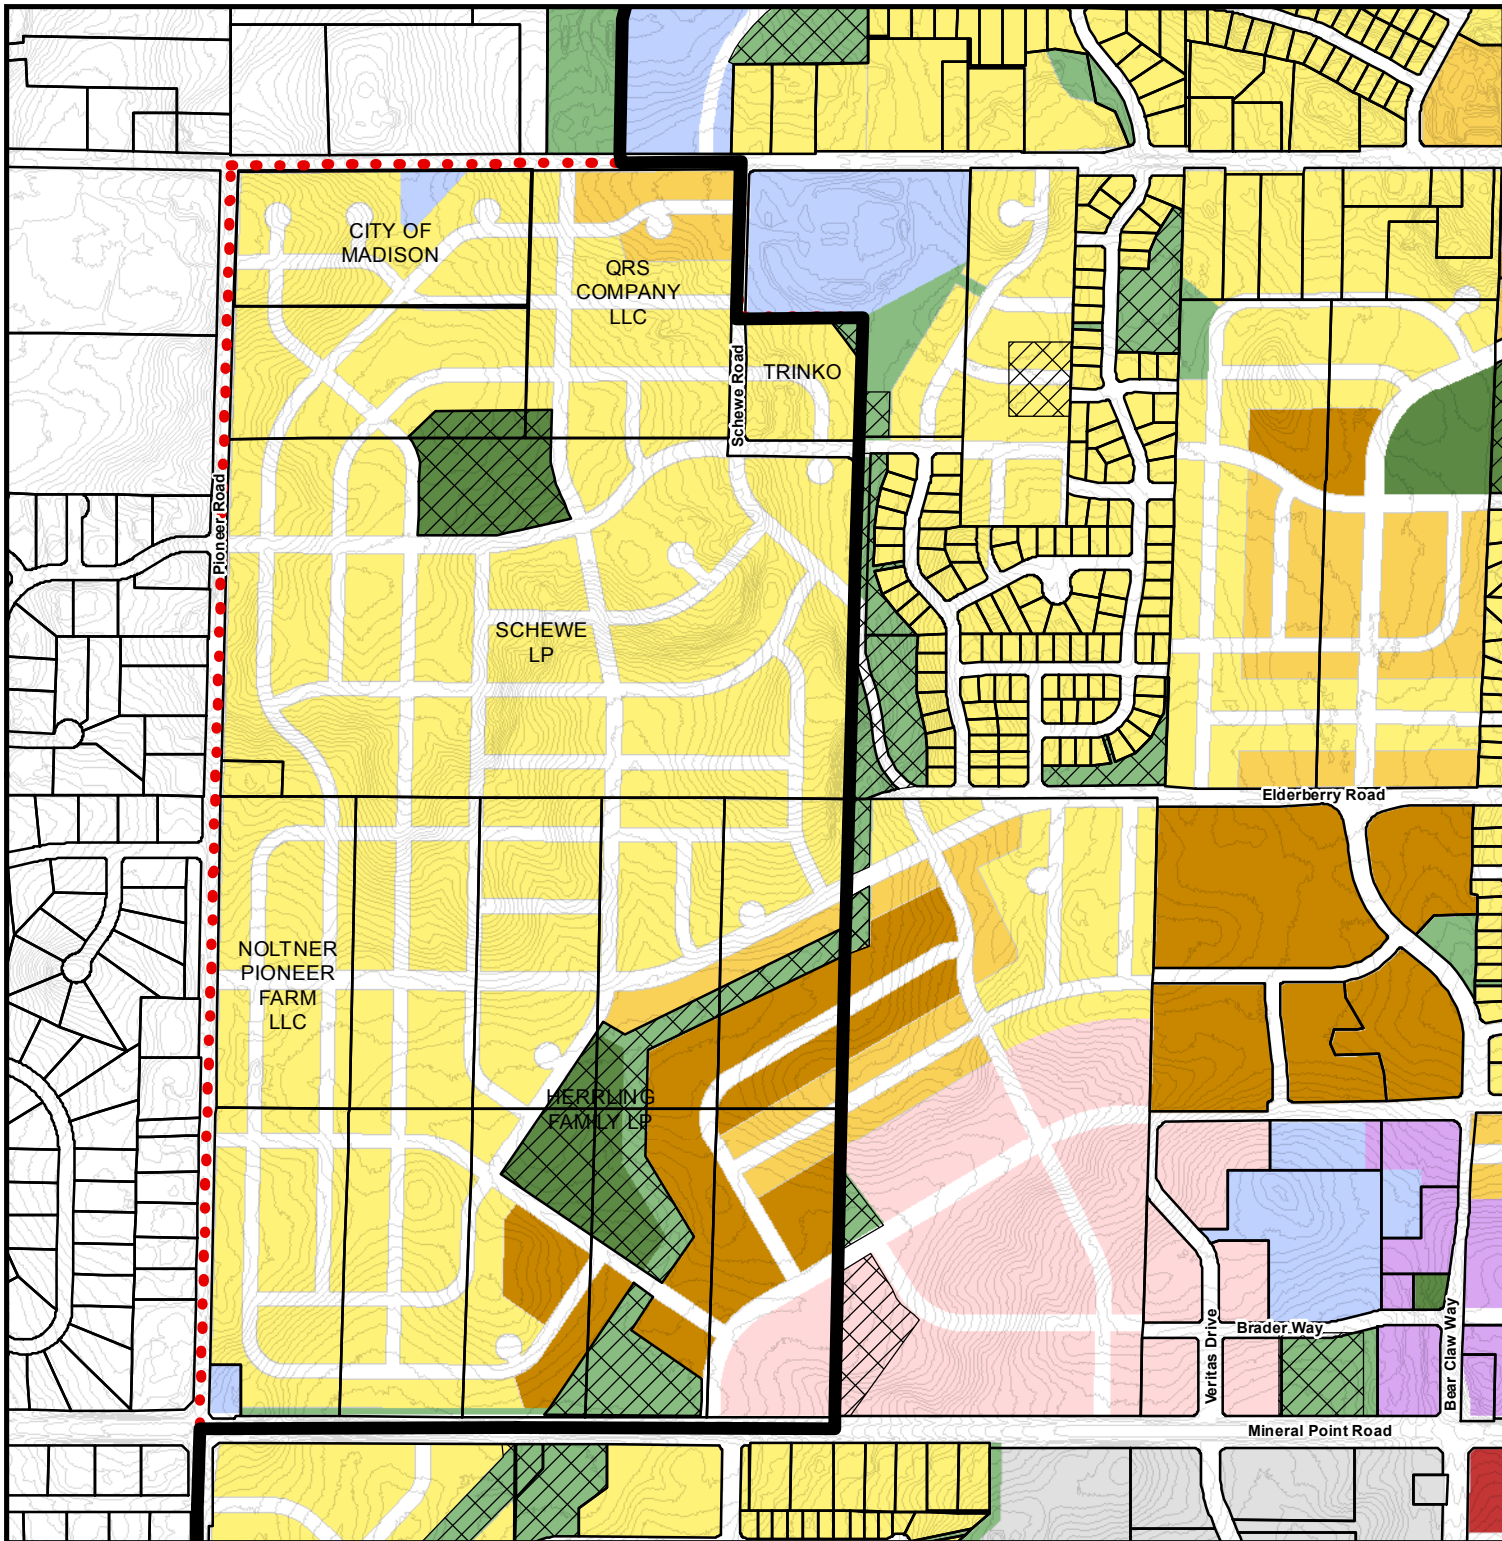 CITY OF
MADISON
QRS
COMPANY
LLC
TRINKO
Schewe Road
Pioneer Road
SCHEWE
LP
Elderberry Road
NOLTNER
PIONEER
FARM
LLC
HERRLING
FAMILY LP
Brader Way
Veritas Drive
Bear Claw Way
Mineral Point Road